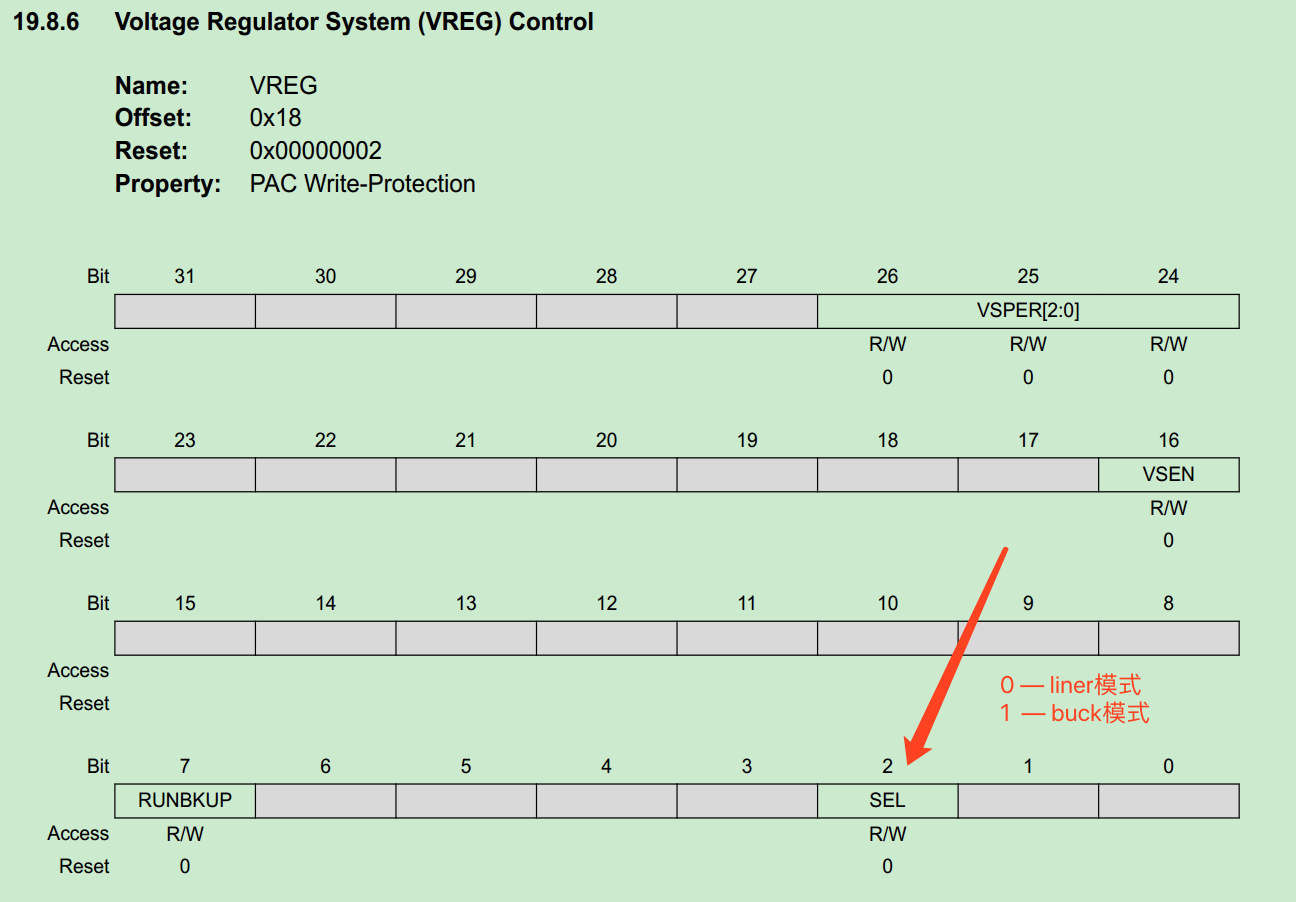 19.8.6 Voltage Regulator System (VREG) Control
Name: VREG
Offset: 0x18
Reset: 0x00000002
Property: PAC Write-Protection
Bit 31 30 29 28 27 26 25 24
VSPER[2:0]
Access R/W R/W R/W
Reset 0 0 0
Bit 23 22 21 20 19 18 17 16
VSEN
Access R/W
Reset 0
Bit 15 14 13 12 11 10 9 8
Access
Reset
0 — liner模式
1 — buck模式
Bit 7 6 5 4 3 2 1 0
RUNBKUP SEL
Access R/W R/W
Reset 0 0